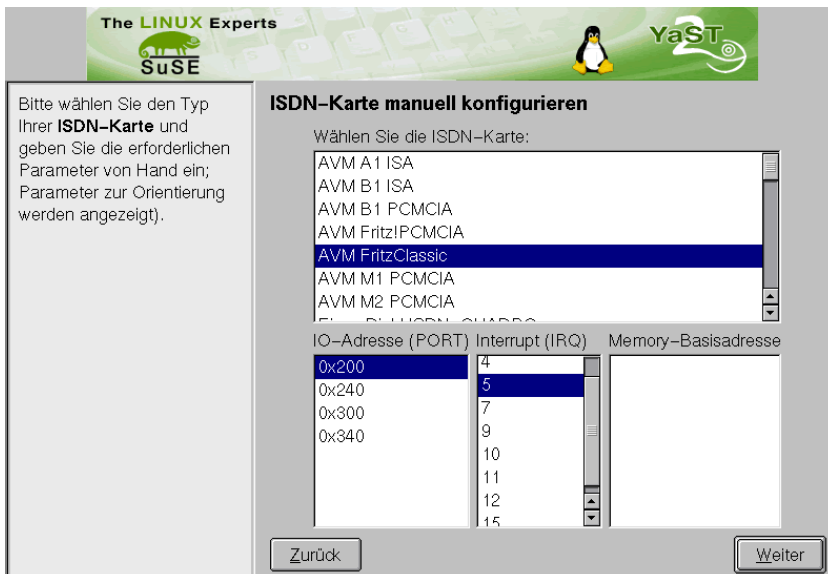 The LINUX Experts
SuSE
YaST
2
Bitte wählen Sie den Typ
Ihrer ISDN–Karte und
geben Sie die erforderlichen
Parameter von Hand ein;
Parameter zur Orientierung
werden angezeigt).
ISDN–Karte manuell konfigurieren
Wählen Sie die ISDN–Karte:
AVM A1 ISA
AVM B1 ISA
AVM B1 PCMCIA
AVM Fritz!PCMCIA
AVM FritzClassic
AVM M1 PCMCIA
AVM M2 PCMCIA
IO–Adresse (PORT)
0x200
0x240
0x300
0x340
Interrupt (IRQ)
4
5
7
9
10
11
12
15
Memory–Basisadresse
Zurück
Weiter